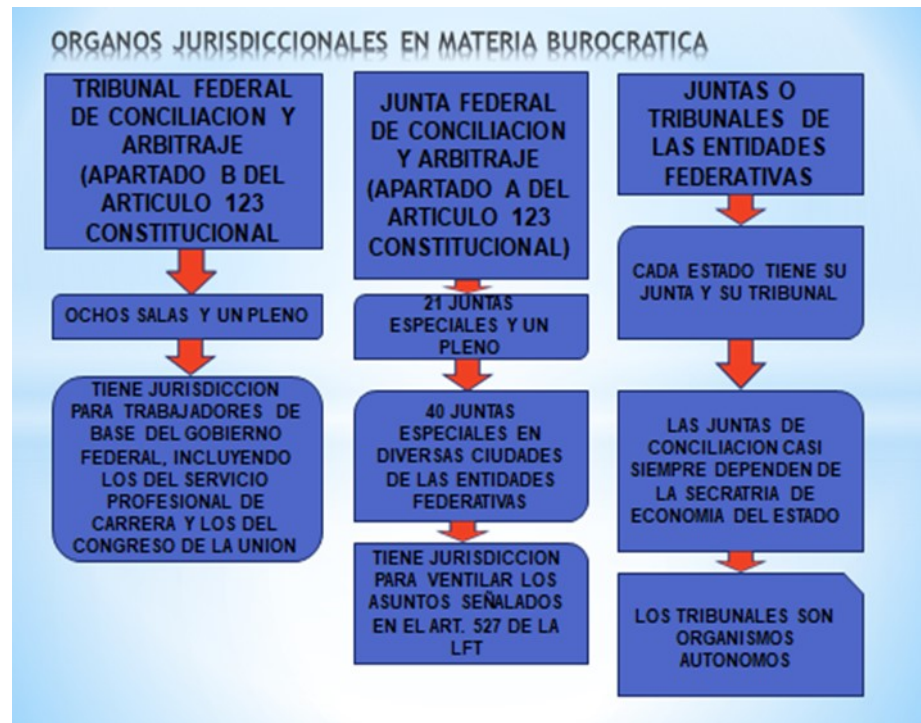 ORGANOS JURISDICCIONALES EN MATERIA BUROCRATICA
TRIBUNAL FEDERAL
DE CONCILIACION Y
ARBITRAJE
(APARTADO B DEL
ARTICULO 123
CONSTITUCIONAL
OCHOS SALAS Y UN PLENO
TIENE JURISDICCION
PARA TRABAJADORES DE
BASE DEL GOBIERNO
FEDERAL, INCLUYENDO
LOS DEL SERVICIO
PROFESIONAL DE
CARRERA Y LOS DEL
CONGRESO DE LA UNION
JUNTA FEDERAL
DE CONCILIACION
Y ARBITRAJE
(APARTADO A DEL
ARTICULO 123
CONSTITUCIONAL)
21 JUNTAS
ESPECIALES Y UN
PLENO
40 JUNTAS
ESPECIALES EN
DIVERSAS CIUDADES
DE LAS ENTIDADES
FEDERATIVAS
TIENE JURISDICCION
PARA VENTILAR LOS
ASUNTOS SEÑALADOS
EN EL ART. 527 DE LA
LFT
JUNTAS O
TRIBUNALES DE
LAS ENTIDADES
FEDERATIVAS
CADA ESTADO TIENE SU
JUNTA Y SU TRIBUNAL
LAS JUNTAS DE
CONCILIACION CASI
SIEMPRE DEPENDEN DE
LA SECRATRIA DE
ECONOMIA DEL ESTADO
LOS TRIBUNALES SON
ORGANISMOS
AUTONOMOS